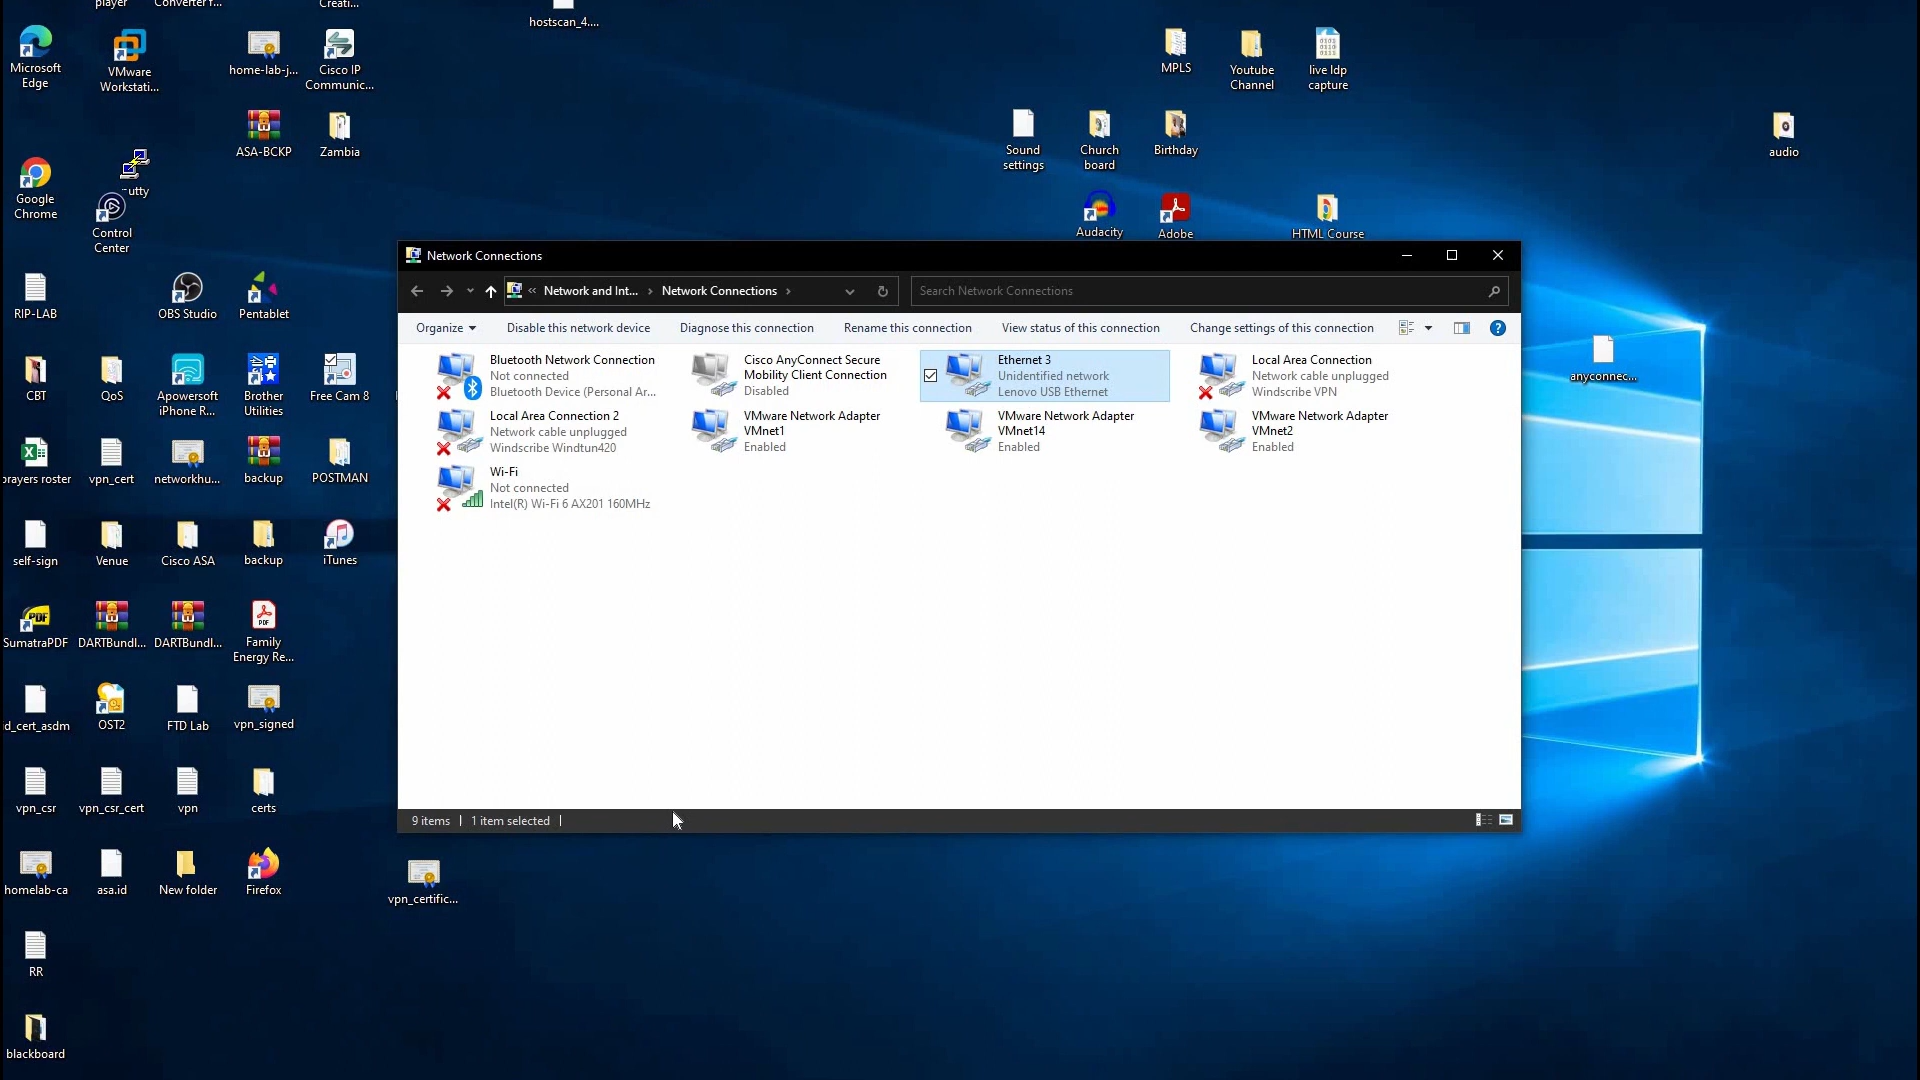 player
Converter f...
Creati...
hostscan_4....
Microsoft
Edge
VMware
Workstati...
home-lab-j...
Cisco IP
Communic...
MPLS
Youtube
Channel
live ldp
capture
ASA-BCKP
Zambia
Sound
settings
Church
board
Birthday
audio
Google
Chrome
utty
Control
Center
Audacity
Adobe
HTML Course
RIP-LAB
OBS Studio
Pentablet
CBT
QoS
Apowersoft
iPhone R...
Brother
Utilities
Free Cam 8
prayers roster
vpn_cert
networkhu...
backup
POSTMAN
self-sign
Venue
Cisco ASA
backup
iTunes
SumatraPDF
DARTBundl...
DARTBundl...
Family
Energy Re...
id_cert_asdm
OST2
FTD Lab
vpn_signed
vpn_csr
vpn_csr_cert
vpn
certs
homelab-ca
asa.id
New folder
Firefox
vpn_certific...
RR
blackboard
anyconnec...
Network Connections
« Network and Int... › Network Connections ›
Search Network Connections
Organize
Disable this network device
Diagnose this connection
Rename this connection
View status of this connection
Change settings of this connection
Bluetooth Network Connection
Not connected
Bluetooth Device (Personal Ar...
Cisco AnyConnect Secure
Mobility Client Connection
Disabled
Ethernet 3
Unidentified network
Lenovo USB Ethernet
Local Area Connection
Network cable unplugged
Windscribe VPN
Local Area Connection 2
Network cable unplugged
Windscribe Windtun420
VMware Network Adapter
VMnet1
Enabled
VMware Network Adapter
VMnet14
Enabled
VMware Network Adapter
VMnet2
Enabled
Wi-Fi
Not connected
Intel(R) Wi-Fi 6 AX201 160MHz
9 items
1 item selected